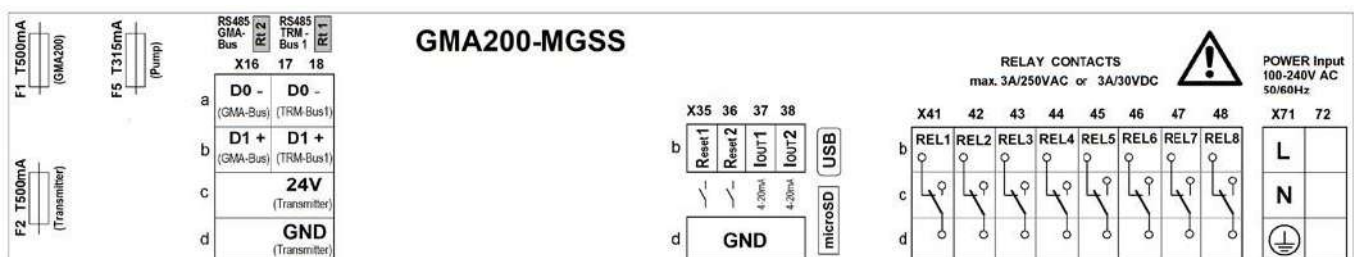 GMA200-MGSS
F1 T500mA
(GMA200)
F5 T315mA
(Pump)
F2 T500mA
(Transmitter)
RS485
GMA-
Bus
Rt 2
RS485
TRM -
Bus 1
Rt 1
X16 17 18
a
D0 - D0 -
(GMA-Bus) (TRM-Bus1)
b
D1 + D1 +
(GMA-Bus) (TRM-Bus1)
c
24V
(Transmitter)
d
GND
(Transmitter)
X35 36 37 38
b
Reset 1
Reset 2
IOUT1
IOUT2
4-20mA
4-20mA
d
GND
USB
microSD
RELAY CONTACTS
max. 3A/250VAC or 3A/30VDC
X41 42 43 44 45 46 47 48
b
REL1 REL2 REL3 REL4 REL5 REL6 REL7 REL8
c
d
POWER Input
100-240V AC
50/60Hz
X71 72
L
N